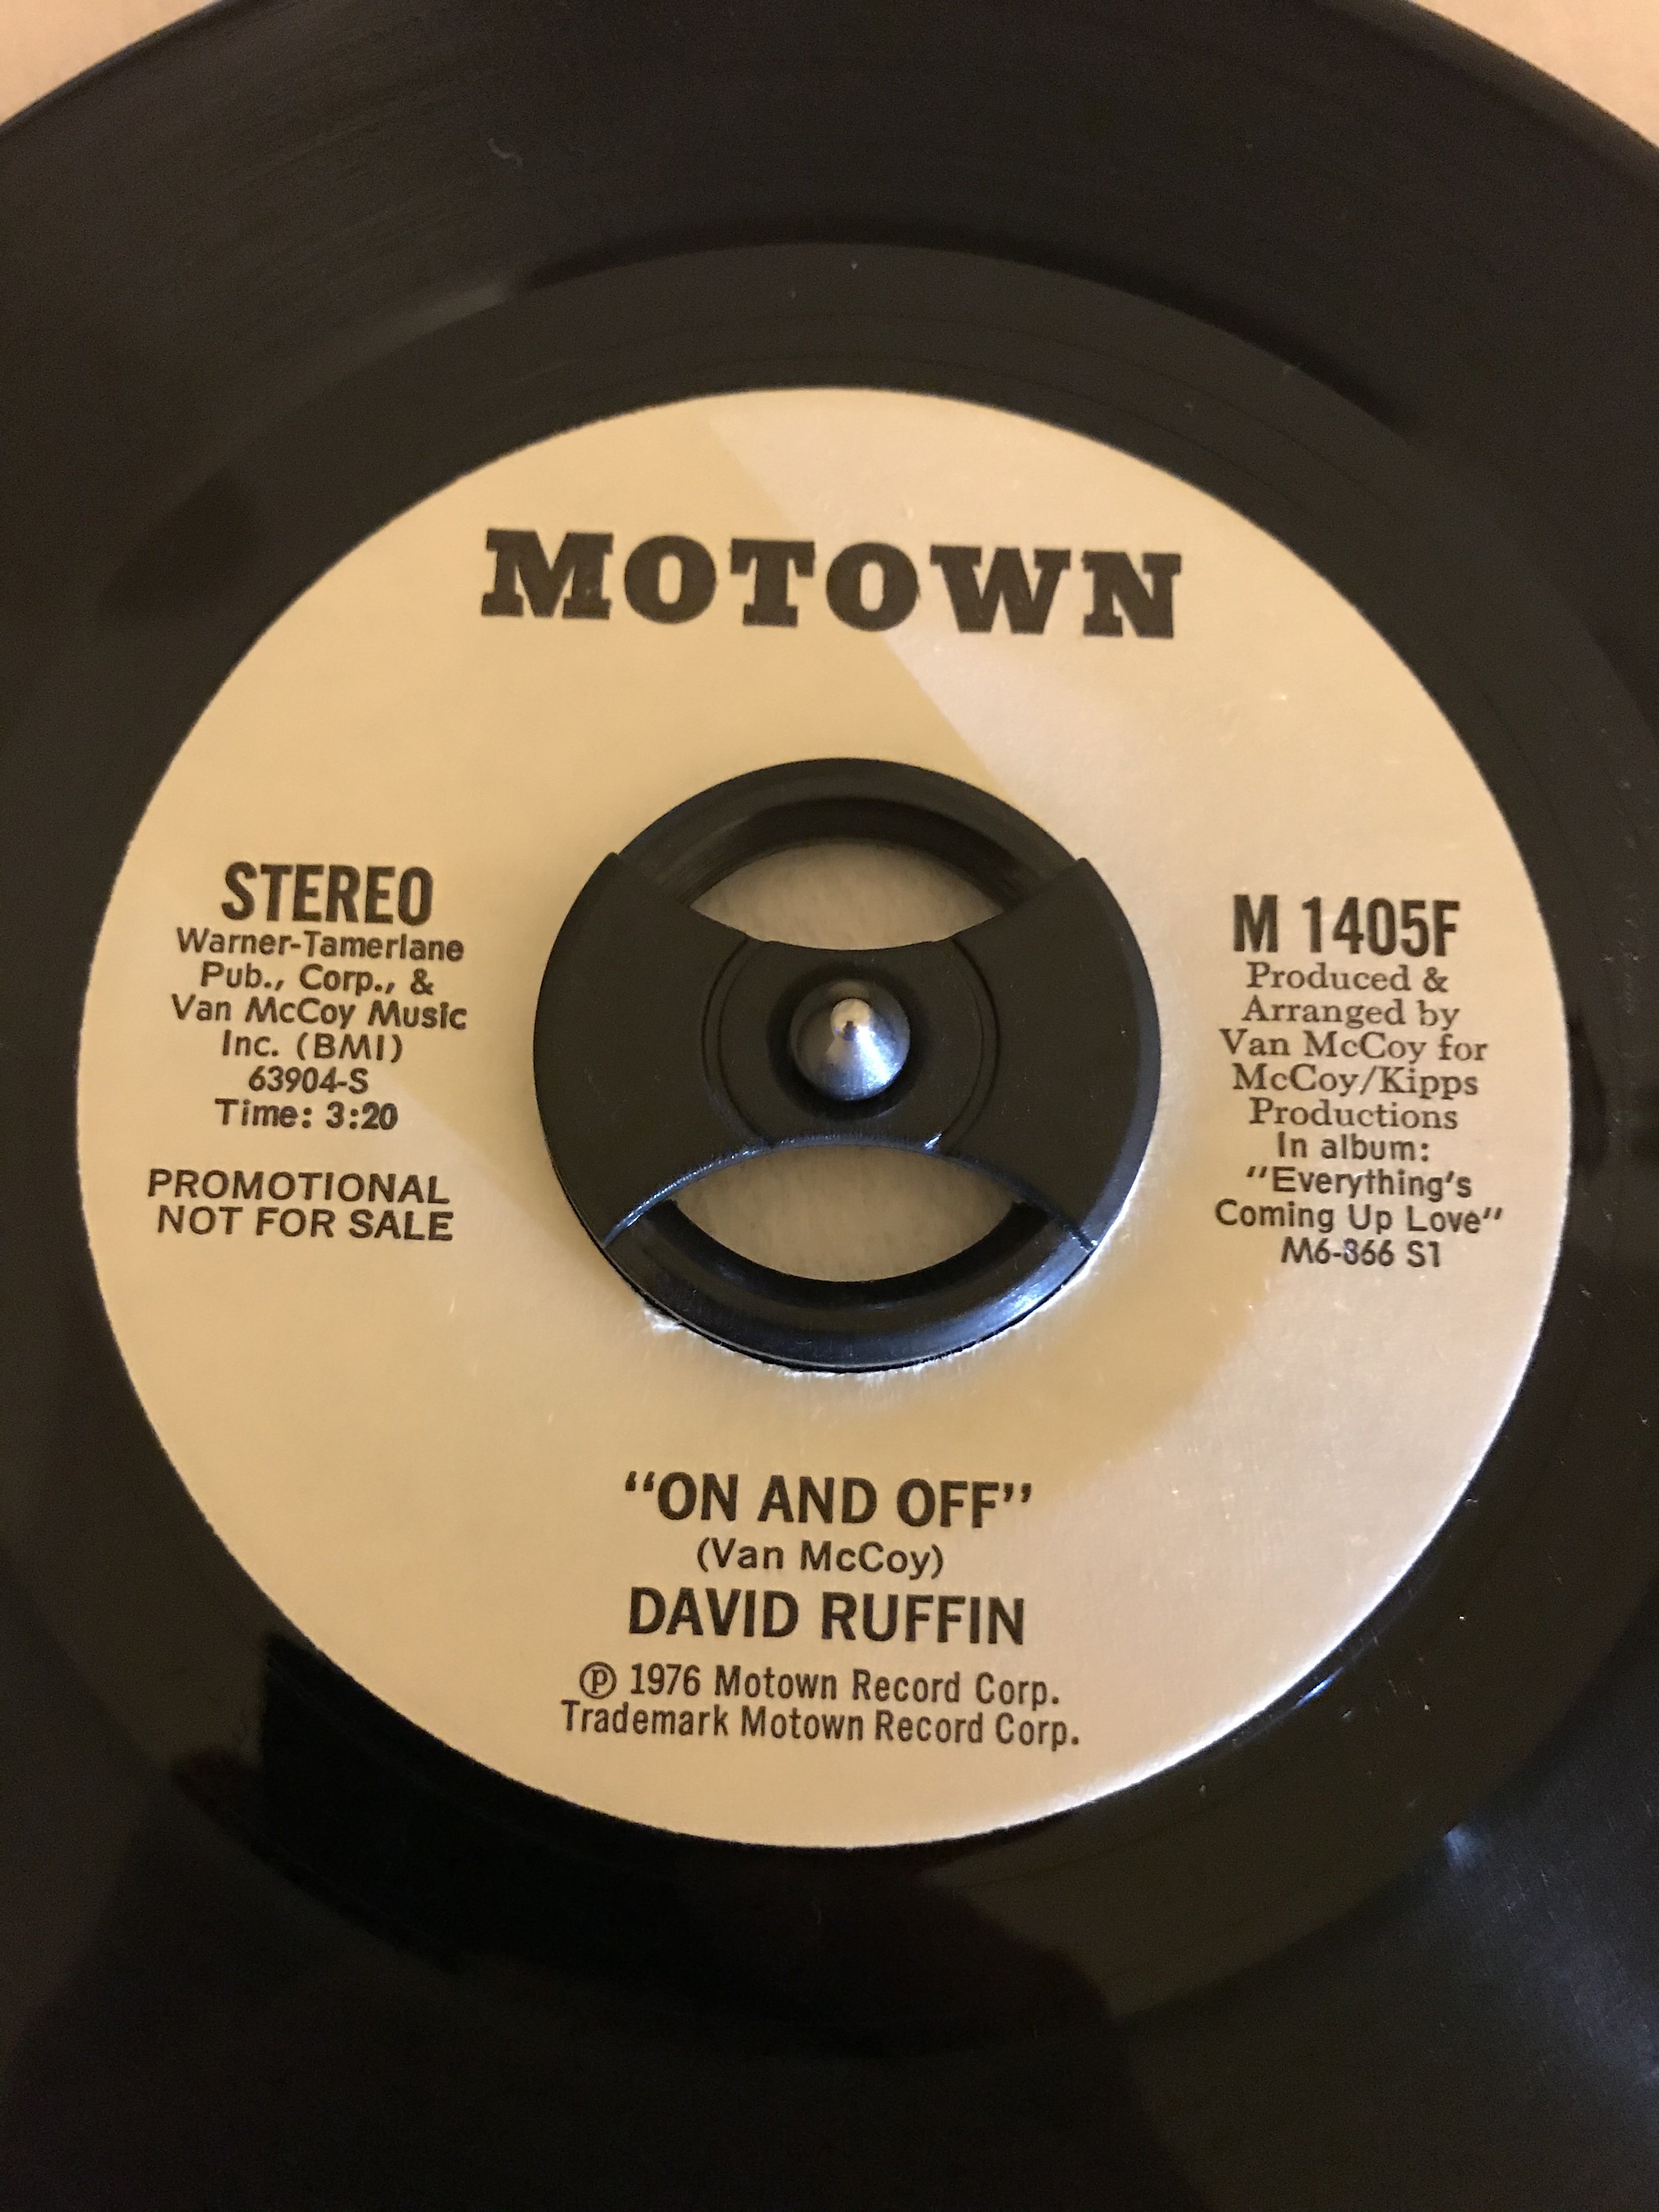 MOTOWN
STEREO
Warner-Tamerlane
Pub., Corp., &
Van McCoy Music
Inc. (BMI)
63904-S
Time: 3:20
PROMOTIONAL
NOT FOR SALE
M 1405F
Produced &
Arranged by
Van McCoy for
McCoy/Kipps
Productions
In album:
"Everything's
Coming Up Love"
M6-866 S1
"ON AND OFF"
(Van McCoy)
DAVID RUFFIN
℗ 1976 Motown Record Corp.
Trademark Motown Record Corp.